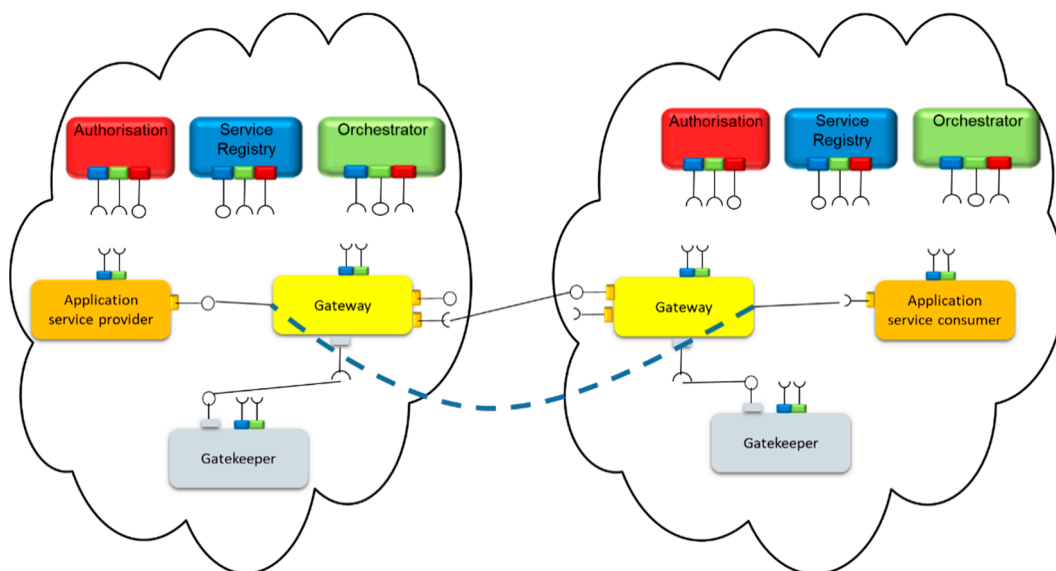 Authorisation
Service
Registry
Orchestrator
Authorisation
Service
Registry
Orchestrator
Application
service provider
Gateway
Gateway
Application
service consumer
Gatekeeper
Gatekeeper